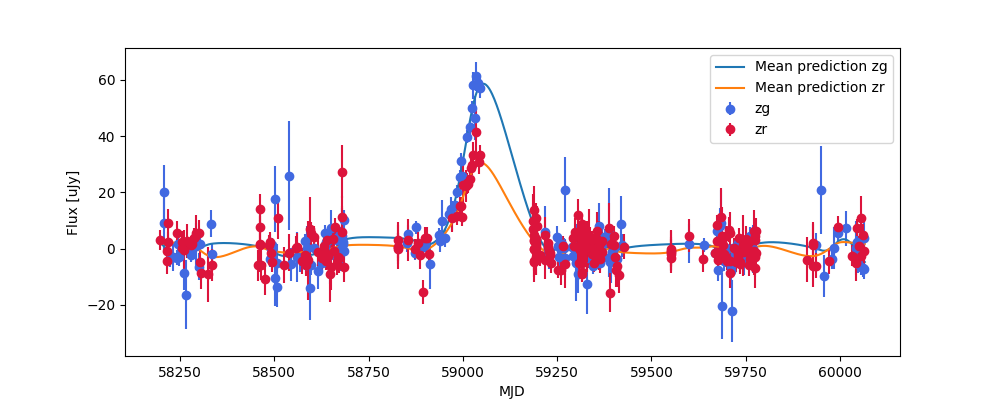 Flux [uJy]
60
40
20
0
−20
58250 58500 58750 59000 59250 59500 59750 60000
MJD
Mean prediction zg
Mean prediction zr
zg
zr